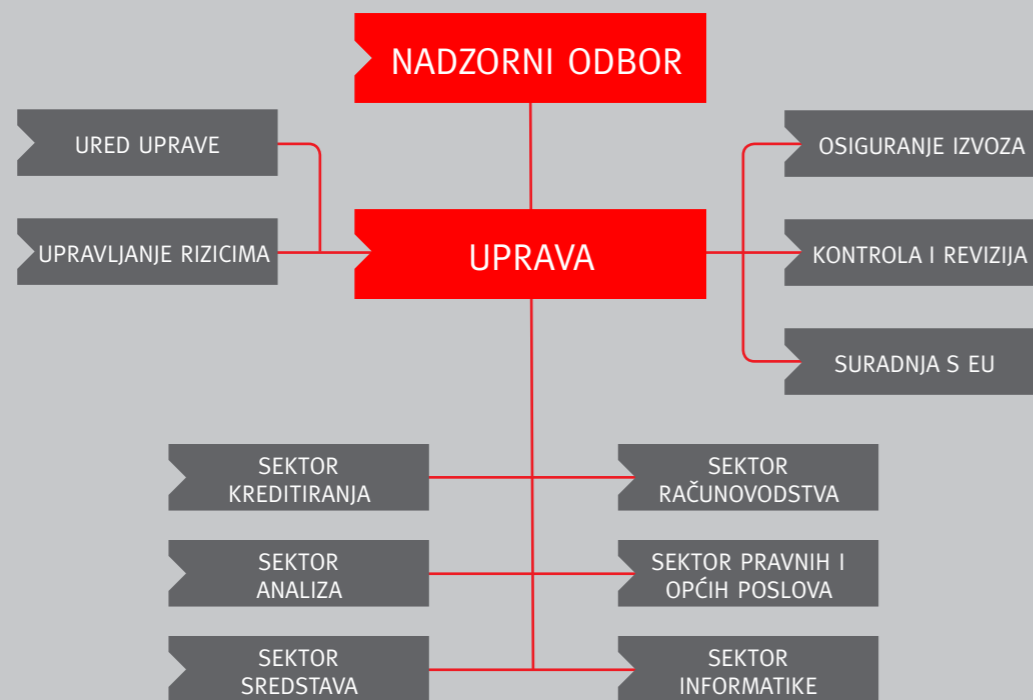 NADZORNI ODBOR
URED UPRAVE
OSIGURANJE IZVOZA
UPRAVLJANJE RIZICIMA
UPRAVA
KONTROLA I REVIZIJA
SURADNJA S EU
SEKTOR
KREDITIRANJA
SEKTOR
RAČUNOVODSTVA
SEKTOR
ANALIZA
SEKTOR PRAVNIH I
OPĆIH POSLOVA
SEKTOR
SREDSTAVA
SEKTOR
INFORMATIKE